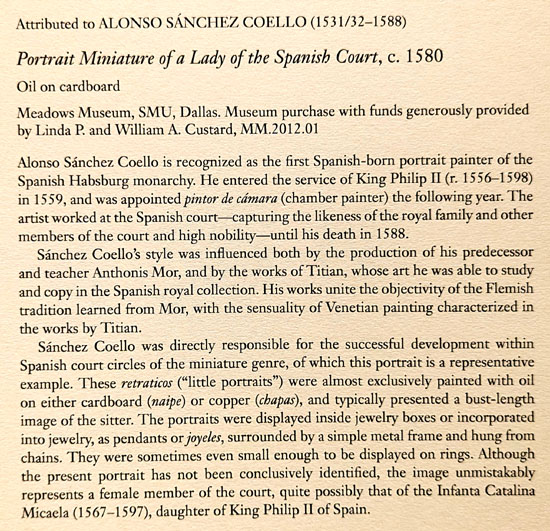 Attributed to ALONSO SÁNCHEZ COELLO (1531/32–1588)
Portrait Miniature of a Lady of the Spanish Court, c. 1580
Oil on cardboard
Meadows Museum, SMU, Dallas. Museum purchase with funds generously provided
by Linda P. and William A. Custard, MM.2012.01
Alonso Sánchez Coello is recognized as the first Spanish-born portrait painter of the
Spanish Habsburg monarchy. He entered the service of King Philip II (r. 1556–1598)
in 1559, and was appointed pintor de cámara (chamber painter) the following year. The
artist worked at the Spanish court—capturing the likeness of the royal family and other
members of the court and high nobility—until his death in 1588.
Sánchez Coello's style was influenced both by the production of his predecessor
and teacher Anthonis Mor, and by the works of Titian, whose art he was able to study
and copy in the Spanish royal collection. His works unite the objectivity of the Flemish
tradition learned from Mor, with the sensuality of Venetian painting characterized in
the works by Titian.
Sánchez Coello was directly responsible for the successful development within
Spanish court circles of the miniature genre, of which this portrait is a representative
example. These retraticos ("little portraits") were almost exclusively painted with oil
on either cardboard (naipe) or copper (chapas), and typically presented a bust-length
image of the sitter. The portraits were displayed inside jewelry boxes or incorporated
into jewelry, as pendants or joyeles, surrounded by a simple metal frame and hung from
chains. They were sometimes even small enough to be displayed on rings. Although
the present portrait has not been conclusively identified, the image unmistakably
represents a female member of the court, quite possibly that of the Infanta Catalina
Micaela (1567–1597), daughter of King Philip II of Spain.